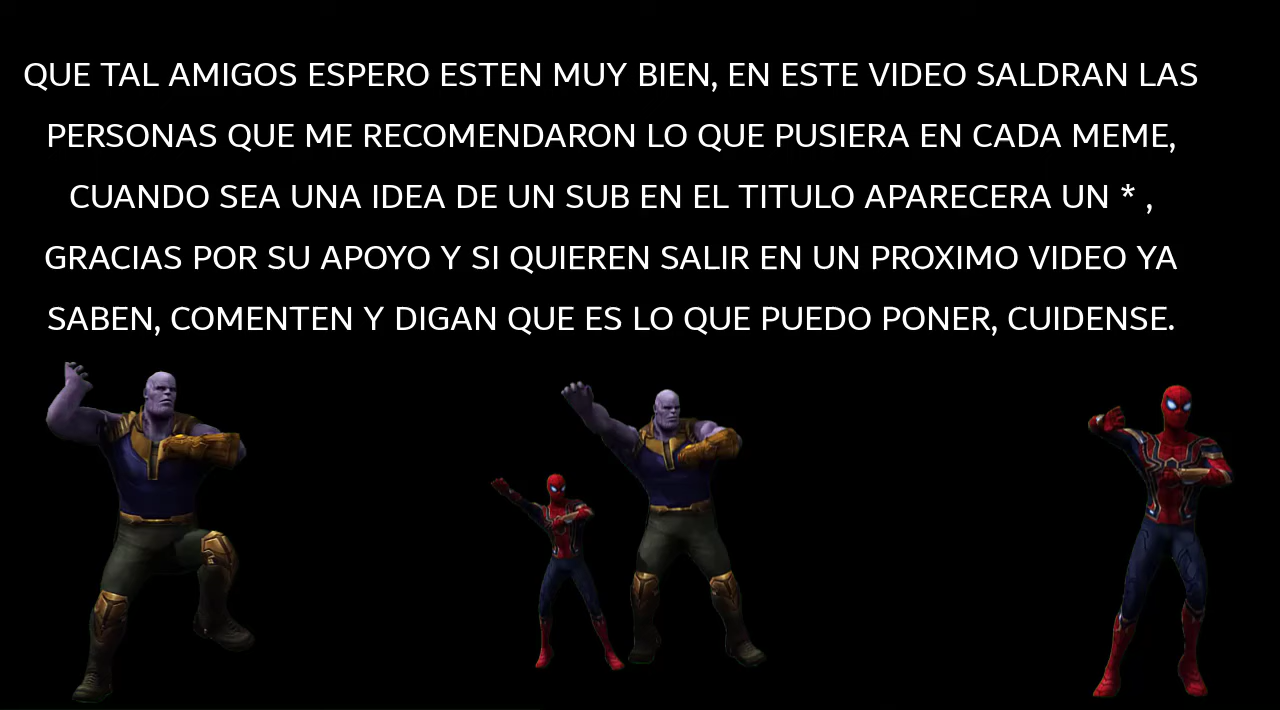 QUE TAL AMIGOS ESPERO ESTEN MUY BIEN, EN ESTE VIDEO SALDRAN LAS
PERSONAS QUE ME RECOMENDARON LO QUE PUSIERA EN CADA MEME,
CUANDO SEA UNA IDEA DE UN SUB EN EL TITULO APARECERA UN * ,
GRACIAS POR SU APOYO Y SI QUIEREN SALIR EN UN PROXIMO VIDEO YA
SABEN, COMENTEN Y DIGAN QUE ES LO QUE PUEDO PONER, CUIDENSE.